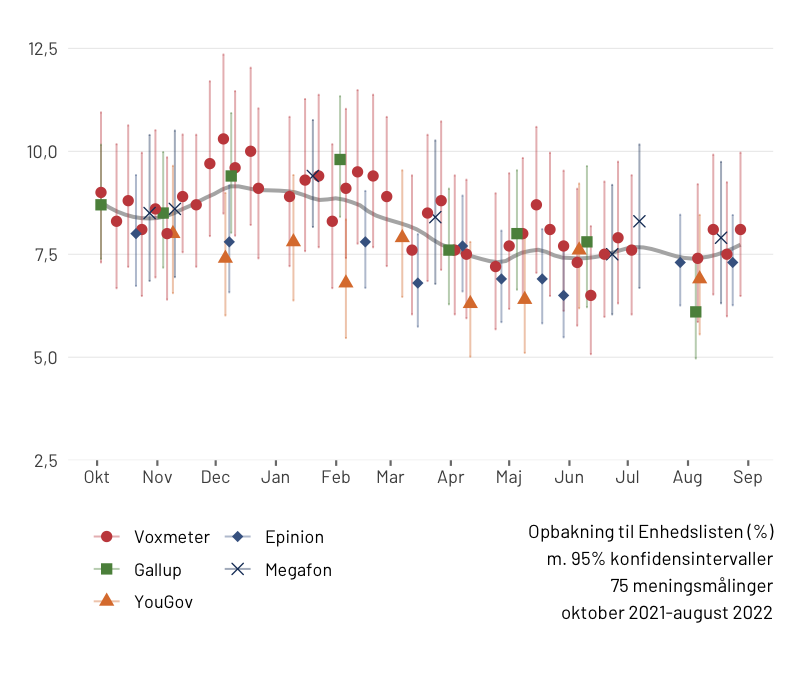 12,5
10,0
7,5
5,0
2,5
Okt Nov Dec Jan Feb Mar Apr Maj Jun Jul Aug Sep
Voxmeter Epinion
Gallup Megafon
YouGov
Opbakning til Enhedslisten (%)
m. 95% konfidensintervaller
75 meningsmålinger
oktober 2021-august 2022